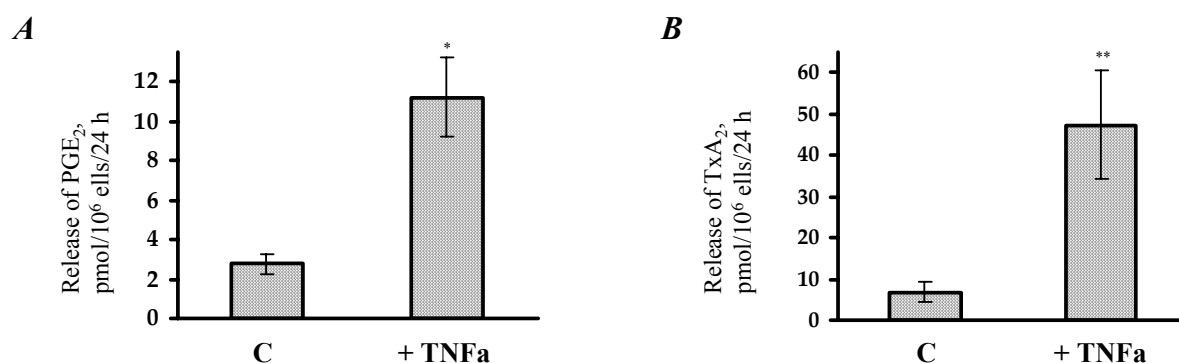 A
Release of PGE2,
pmol/10⁶ ells/24 h
12
10
8
6
4
2
0
*
C
+ TNFa
B
Release of TxA2,
pmol/10⁶ ells/24 h
60
50
40
30
20
10
0
**
C
+ TNFa